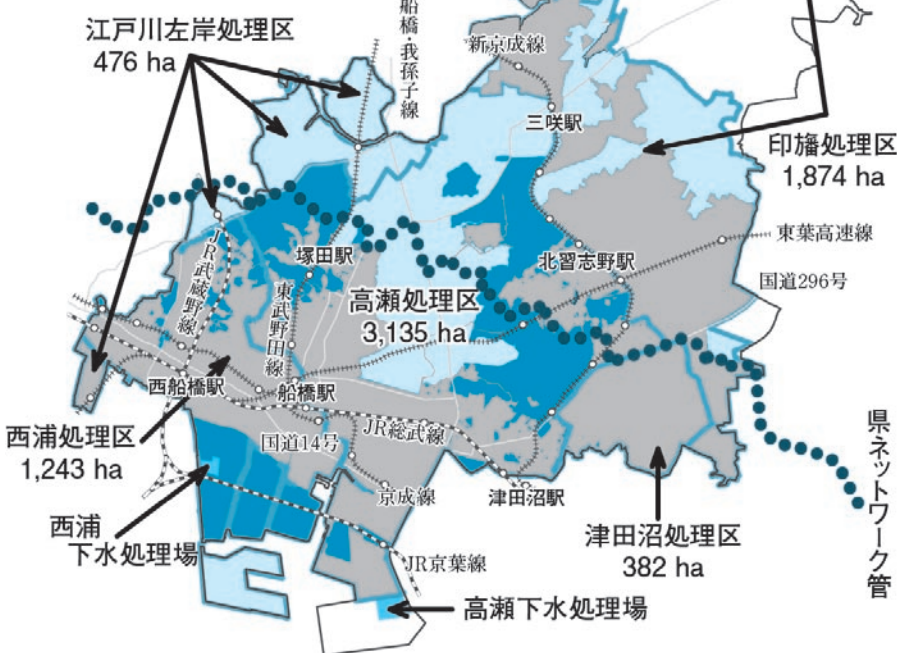 江戸川左岸処理区
476 ha
船橋・我孫子線
新京成線
三咲駅
印旛処理区
1,874 ha
東葉高速線
北習志野駅
国道296号
塚田駅
JR武蔵野線
東武野田線
高瀬処理区
3,135 ha
西船橋駅
船橋駅
西浦処理区
1,243 ha
国道14号
JR総武線
京成線
津田沼駅
県ネットワーク管
西浦
下水処理場
津田沼処理区
382 ha
JR京葉線
高瀬下水処理場